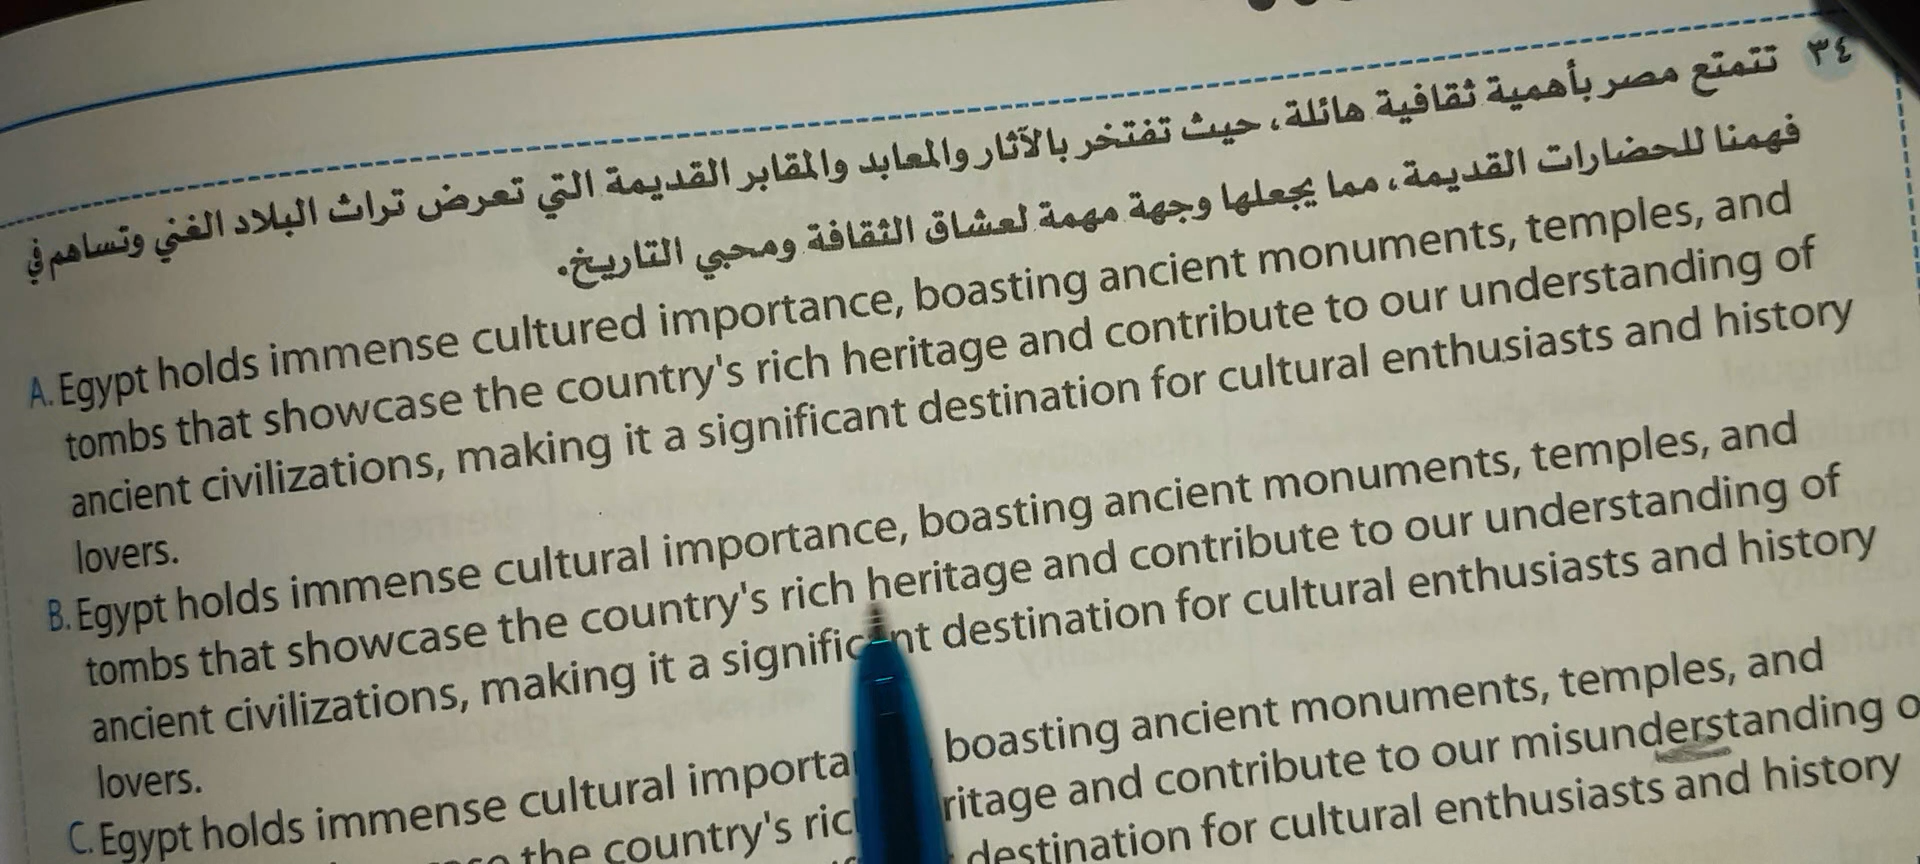 ٣٤ تتمتع مصر بأهمية ثقافية هائلة، حيث تفتخر بالآثار والمعابد والمقابر القديمة التي تعرض تراث البلاد الغني وتساهم في
فهمنا للحضارات القديمة، مما يجعلها وجهة مهمة لعشاق الثقافة ومحبي التاريخ.
A. Egypt holds immense cultured importance, boasting ancient monuments, temples, and
tombs that showcase the country's rich heritage and contribute to our understanding of
ancient civilizations, making it a significant destination for cultural enthusiasts and history
lovers.
B. Egypt holds immense cultural importance, boasting ancient monuments, temples, and
tombs that showcase the country's rich heritage and contribute to our understanding of
ancient civilizations, making it a significant destination for cultural enthusiasts and history
lovers.
C. Egypt holds immense cultural boasting ancient monuments, temples, and
the country's and contribute to our misunderstanding
destination for cultural enthusiasts and history